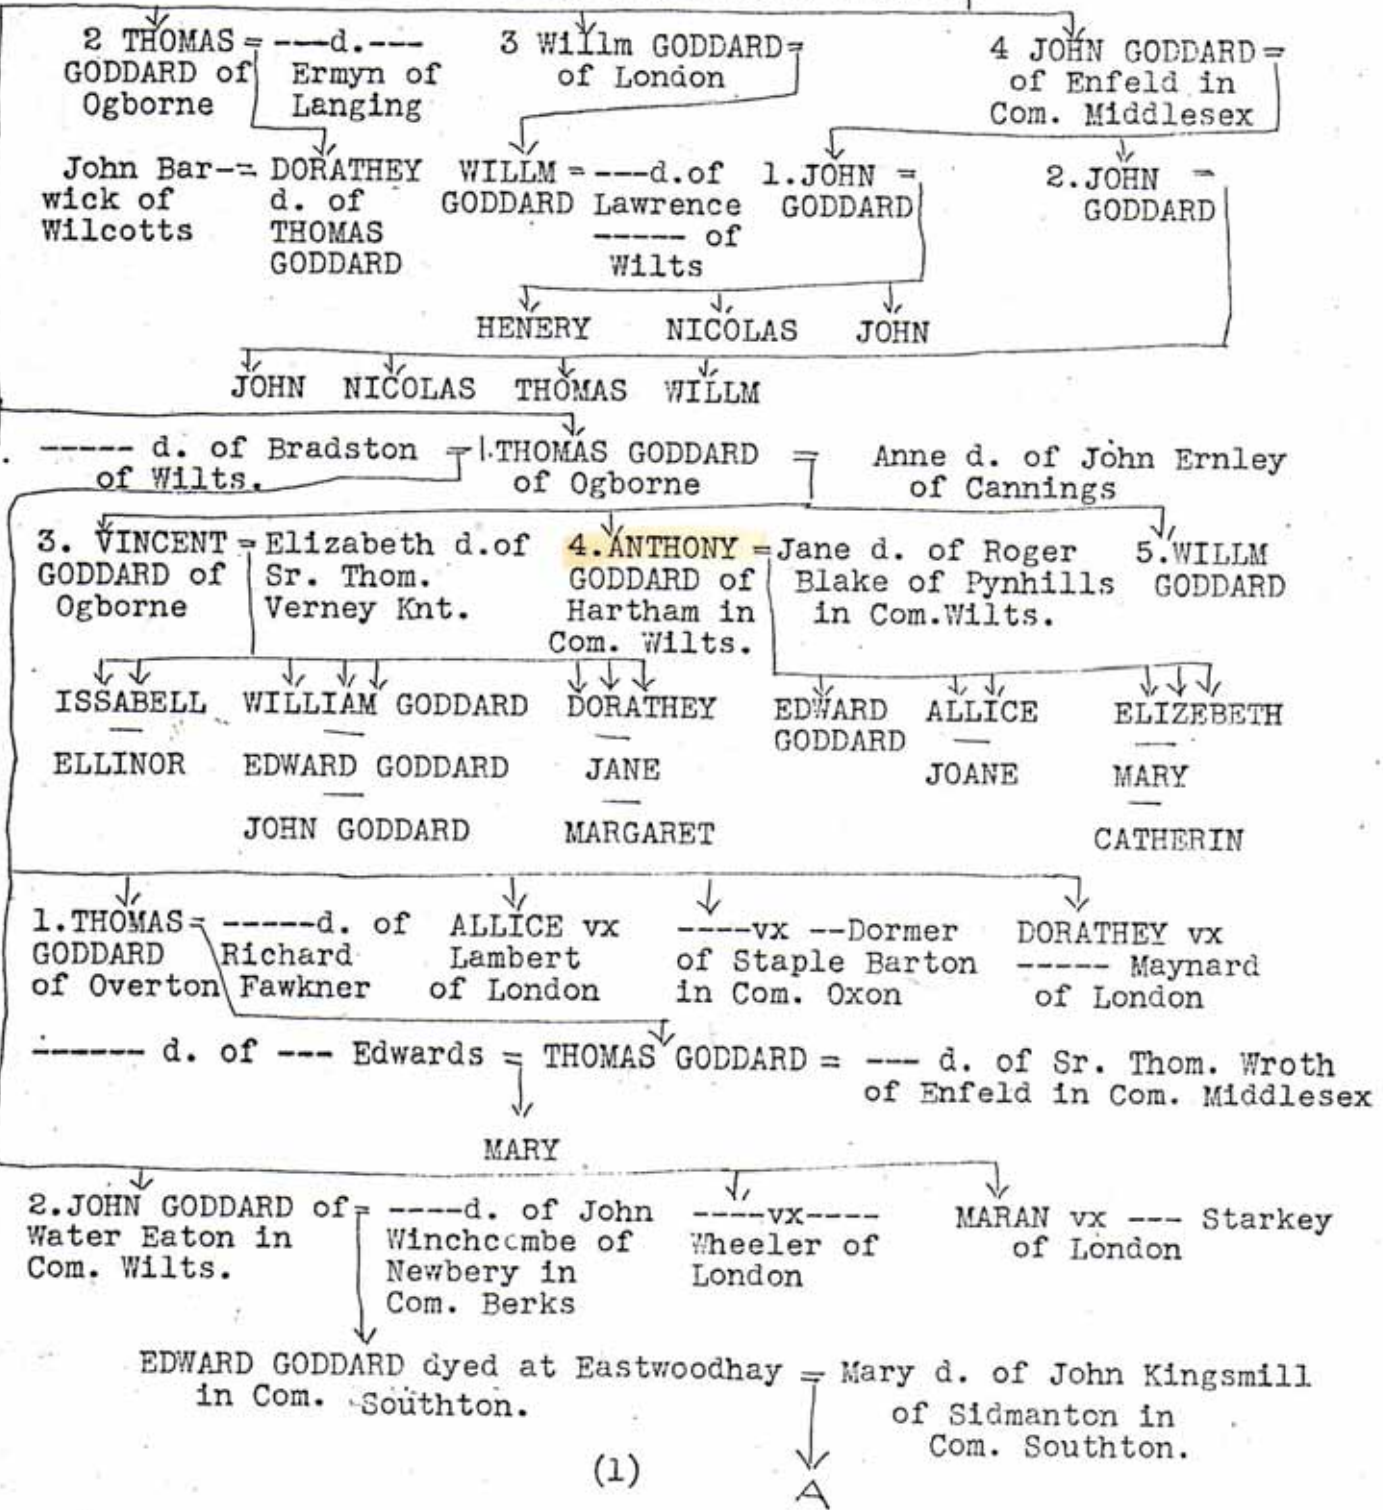 2 THOMAS = ---d.---
GODDARD of Ermyn of
Ogborne Langing
3 Willm GODDARD=
of London
4 JOHN GODDARD=
of Enfeld in
Com. Middlesex
John Bar-=
wick of
Wilcotts
DORATHEY
d. of
THOMAS
GODDARD
WILLM = ---d.of
GODDARD Lawrence
----- of
Wilts
1.JOHN =
GODDARD
2.JOHN =
GODDARD
HENERY NICOLAS JOHN
JOHN NICOLAS THOMAS WILLM
----- d. of Bradston = 1.THOMAS GODDARD = Anne d. of John Ernley
of Wilts. of Ogborne of Cannings
3. VINCENT =
GODDARD of
Ogborne
Elizabeth d.of
Sr. Thom.
Verney Knt.
4.ANTHONY =
GODDARD of
Hartham in
Com. Wilts.
Jane d. of Roger
Blake of Pynhills
in Com.Wilts.
5.WILLM
GODDARD
ISSABELL
ELLINOR
WILLIAM GODDARD
EDWARD GODDARD
JOHN GODDARD
DORATHEY
JANE
MARGARET
EDWARD
GODDARD
ALLICE
JOANE
ELIZEBETH
MARY
CATHERIN
1.THOMAS=
GODDARD
of Overton
-----d. of
Richard
Fawkner
ALLICE vx
Lambert
of London
----vx --Dormer
of Staple Barton
in Com. Oxon
DORATHEY vx
----- Maynard
of London
------ d. of --- Edwards = THOMAS GODDARD = --- d. of Sr. Thom. Wroth
of Enfeld in Com. Middlesex
MARY
2.JOHN GODDARD of=
Water Eaton in
Com. Wilts.
----d. of John
Winchcombe of
Newbery in
Com. Berks
----vx----
Wheeler of
London
MARAN vx --- Starkey
of London
EDWARD GODDARD dyed at Eastwoodhay = Mary d. of John Kingsmill
in Com. Southton. of Sidmanton in
Com. Southton.
(1)
A